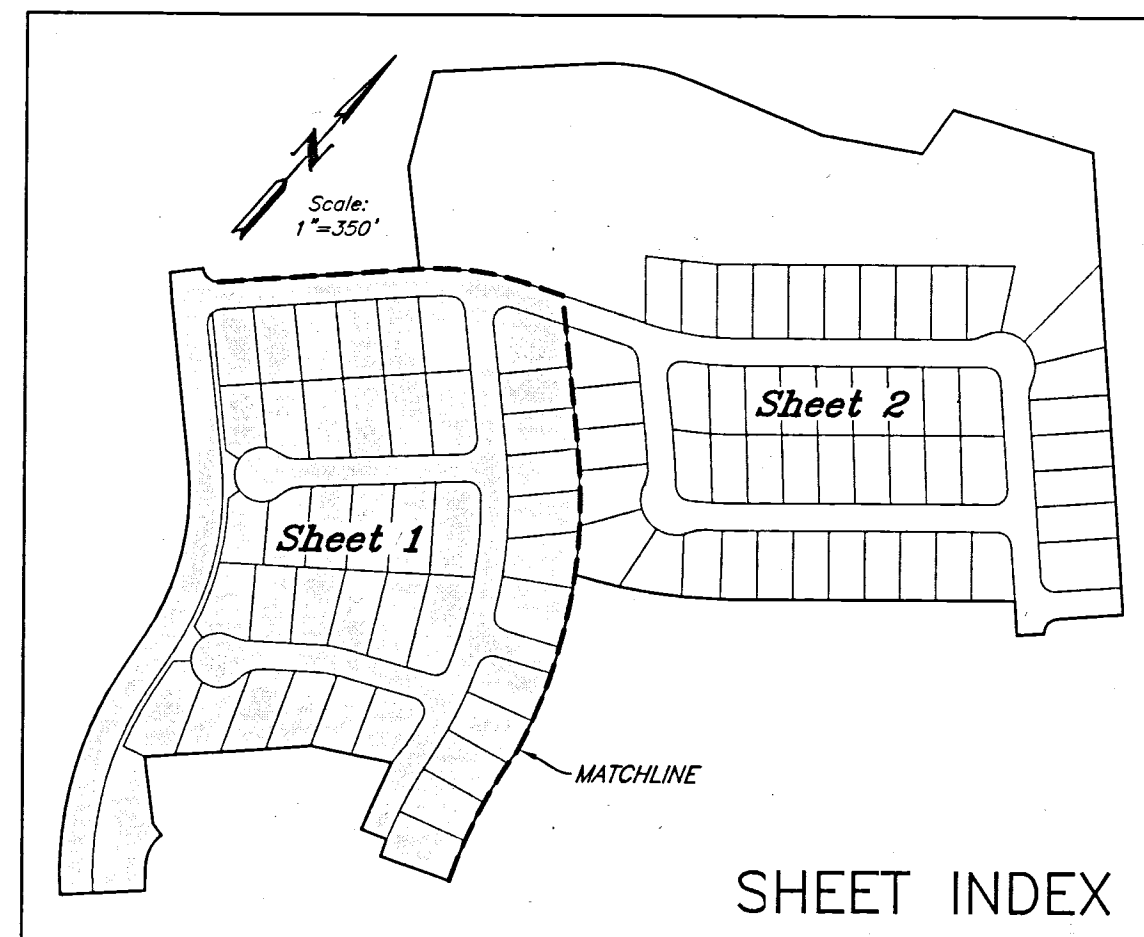 N
Scale:
1"=350'
Sheet 2
Sheet 1
MATCHLINE
SHEET INDEX